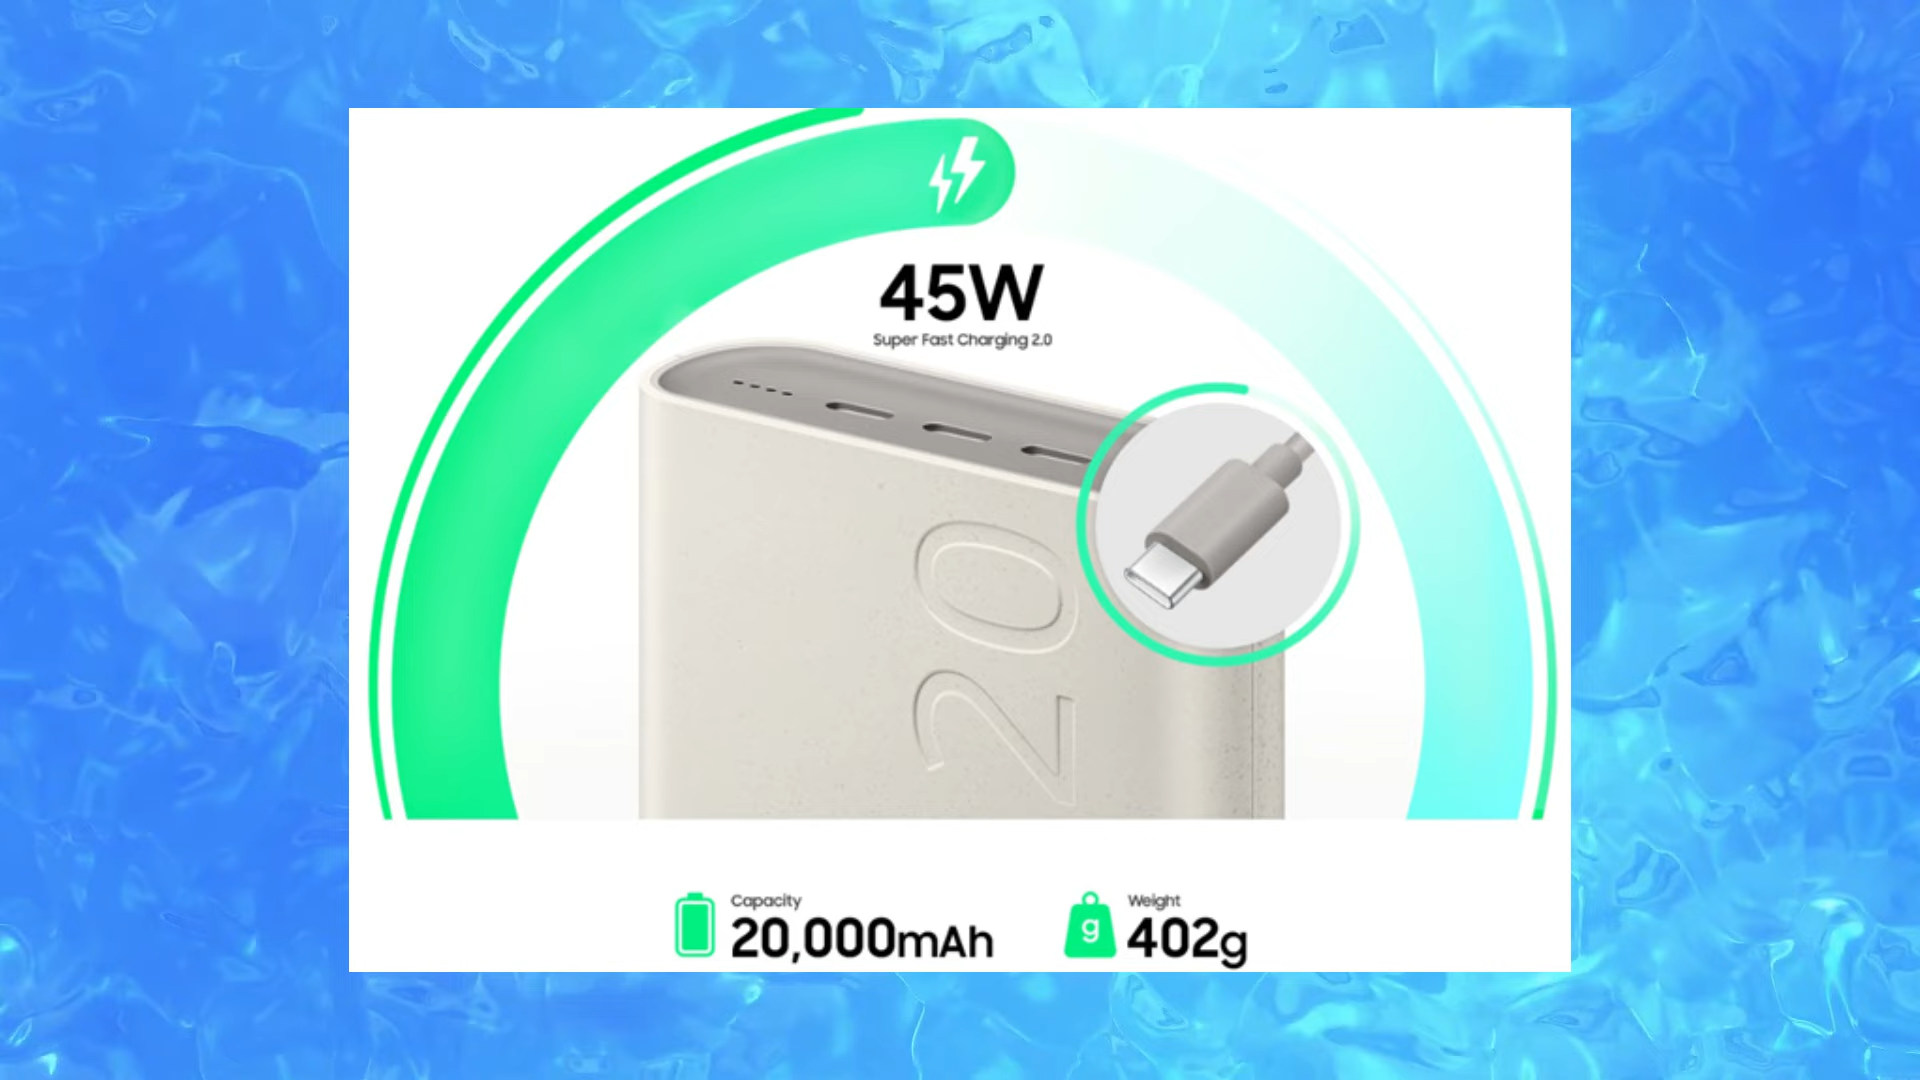 45W
Super Fast Charging 2.0
20
Capacity
20,000mAh
g
Weight
402g